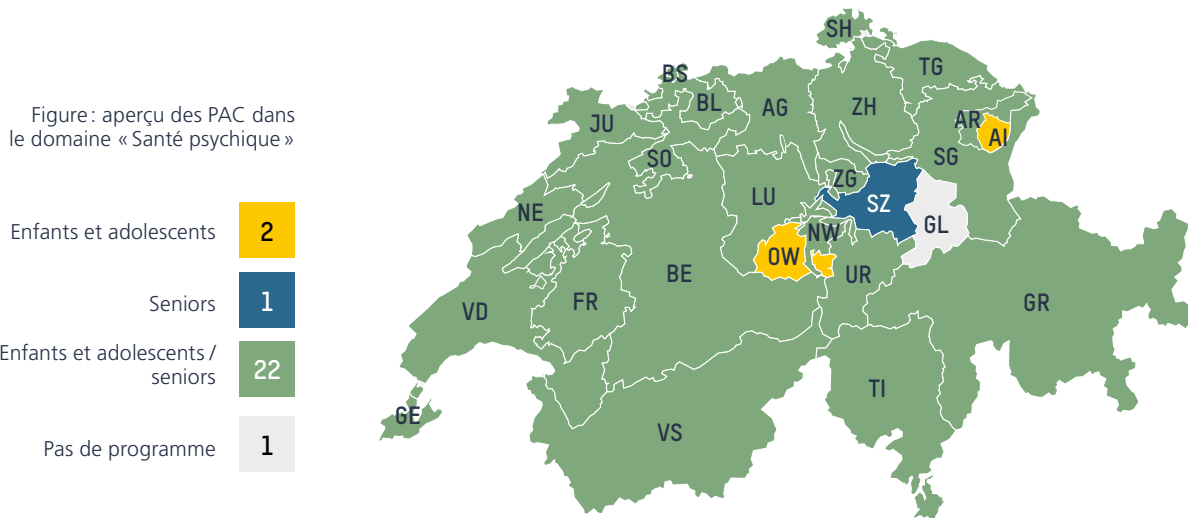 Figure : aperçu des PAC dans
le domaine « Santé psychique »
Enfants et adolescents 2
Seniors 1
Enfants et adolescents /
seniors 22
Pas de programme 1
SH
BS
TG
BL
AG
ZH
JU
AR
AI
SO
SG
ZG
LU
SZ
NE
GL
NW
OW
BE
UR
FR
GR
VD
TI
GE
VS